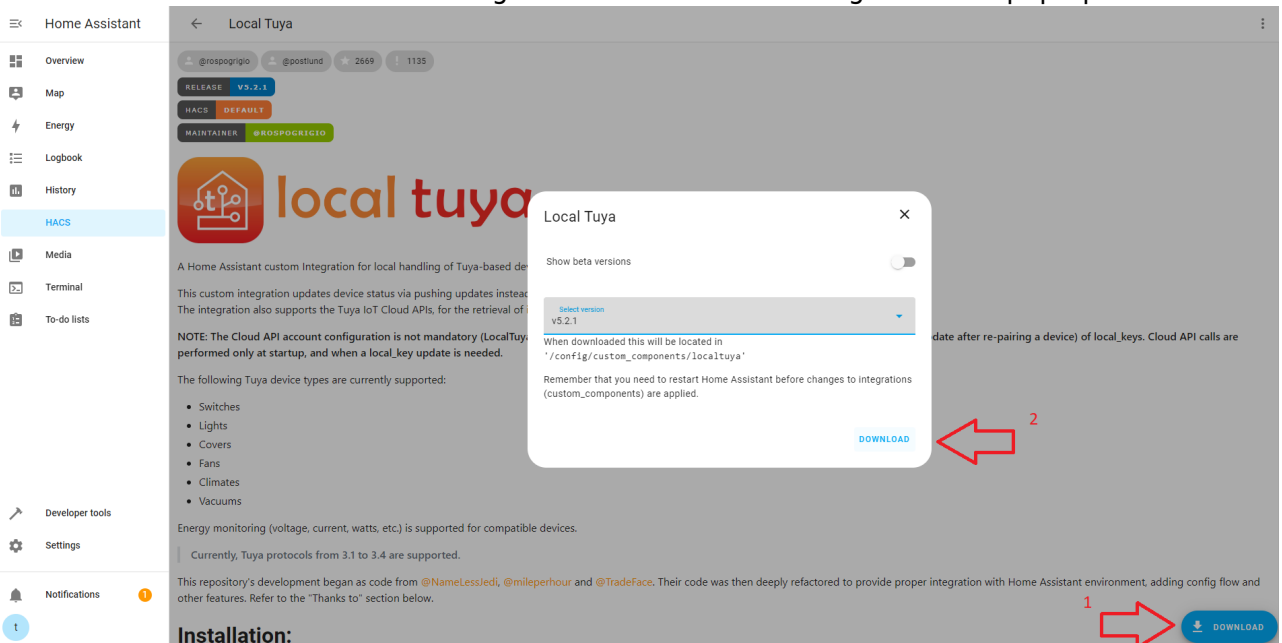 Home Assistant
Overview
Map
Energy
Logbook
History
HACS
Media
Terminal
To-do lists
Developer tools
Settings
Notifications
1
t
Local Tuya
@rospogrigio @postlund 2669 1135
RELEASE V5.2.1
HACS DEFAULT
MAINTAINER @ROSPOGRIGIO
local tuya
A Home Assistant custom Integration for local handling of Tuya-based
This custom integration updates device status via pushing updates
The integration also supports the Tuya IoT Cloud APIs, for the retrieval of
NOTE: The Cloud API account configuration is not mandatory
after re-pairing a device) of local_keys. Cloud API calls are
performed only at startup, and when a local_key update is needed.
The following Tuya device types are currently supported:
• Switches
• Lights
• Covers
• Fans
• Climates
• Vacuums
Energy monitoring (voltage, current, watts, etc.) is supported for compatible devices.
Currently, Tuya protocols from 3.1 to 3.4 are supported.
This repository's development began as code from @NameLessJedi, @mileperhour and @TradeFace. Their code was then deeply refactored to provide proper integration with Home Assistant environment, adding config flow and
other features. Refer to the "Thanks to" section below.
Installation:
Local Tuya
Show beta versions
Select version
v5.2.1
When downloaded this will be located in
'/config/custom_components/localtuya'
Remember that you need to restart Home Assistant before changes to integrations
(custom_components) are applied.
DOWNLOAD
2
1
DOWNLOAD